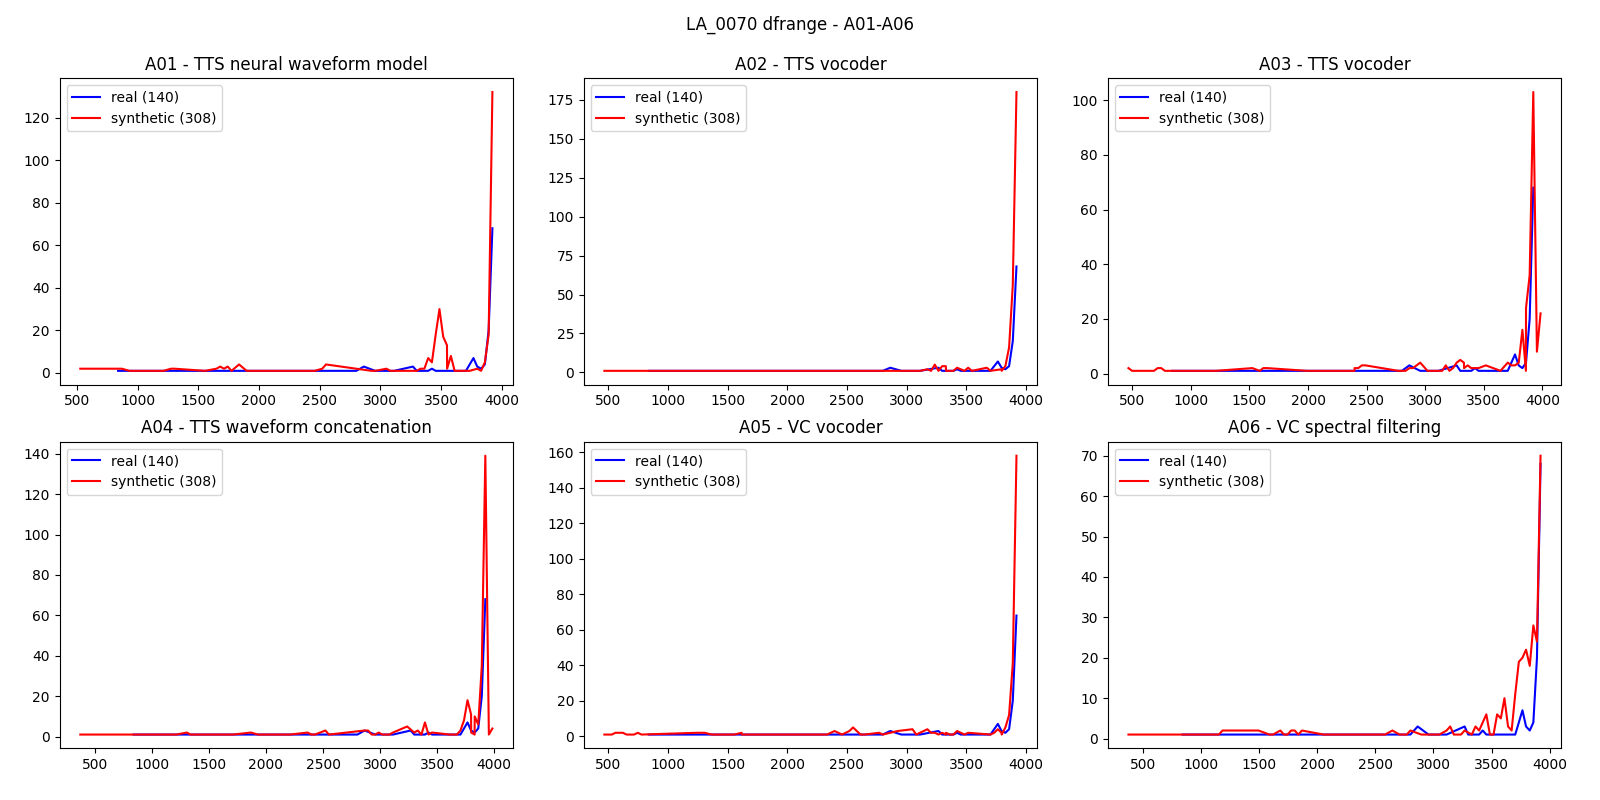 LA_0070 dfrange - A01-A06
A01 - TTS neural waveform model
real (140)
synthetic (308)
120
100
80
60
40
20
0
500 1000 1500 2000 2500 3000 3500 4000
A02 - TTS vocoder
real (140)
synthetic (308)
175
150
125
100
75
50
25
0
500 1000 1500 2000 2500 3000 3500 4000
A03 - TTS vocoder
real (140)
synthetic (308)
100
80
60
40
20
0
500 1000 1500 2000 2500 3000 3500 4000
A04 - TTS waveform concatenation
real (140)
synthetic (308)
140
120
100
80
60
40
20
0
500 1000 1500 2000 2500 3000 3500 4000
A05 - VC vocoder
real (140)
synthetic (308)
160
140
120
100
80
60
40
20
0
500 1000 1500 2000 2500 3000 3500 4000
A06 - VC spectral filtering
real (140)
synthetic (308)
70
60
50
40
30
20
10
0
500 1000 1500 2000 2500 3000 3500 4000